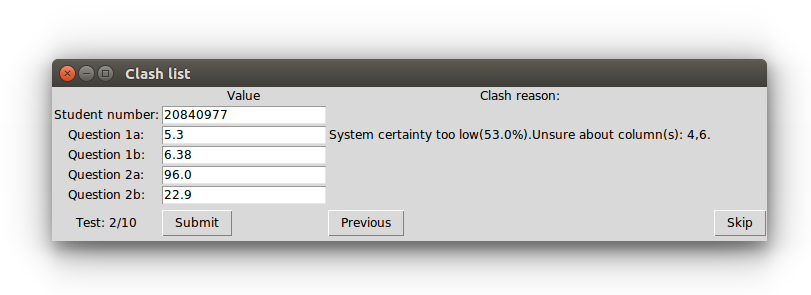 Clash list
Value Clash reason:
Student number: 20840977
Question 1a: 5.3 System certainty too low(53.0%).Unsure about column(s): 4,6.
Question 1b: 6.38
Question 2a: 96.0
Question 2b: 22.9
Test: 2/10 Submit Previous Skip